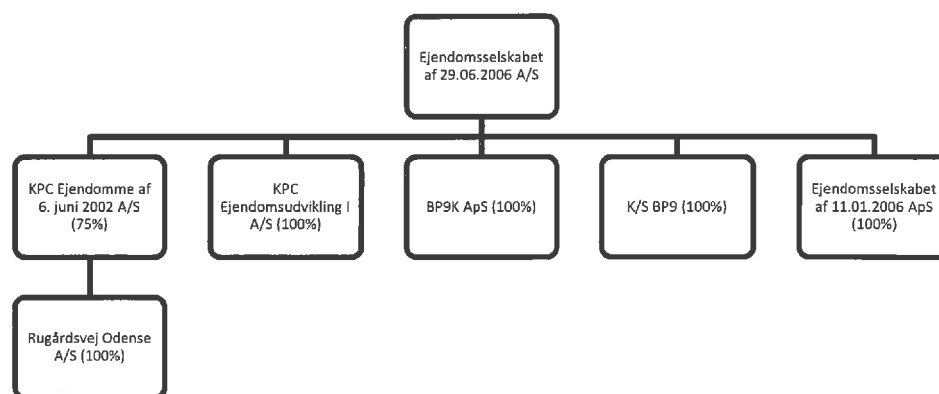 Ejendomsselskabet
af 29.06.2006 A/S
KPC Ejendomme af
6. juni 2002 A/S
(75%)
KPC
Ejendomsudvikling I
A/S (100%)
BP9K ApS (100%)
K/S BP9 (100%)
Ejendomsselskabet
af 11.01.2006 ApS
(100%)
Rugårdsvej Odense
A/S (100%)